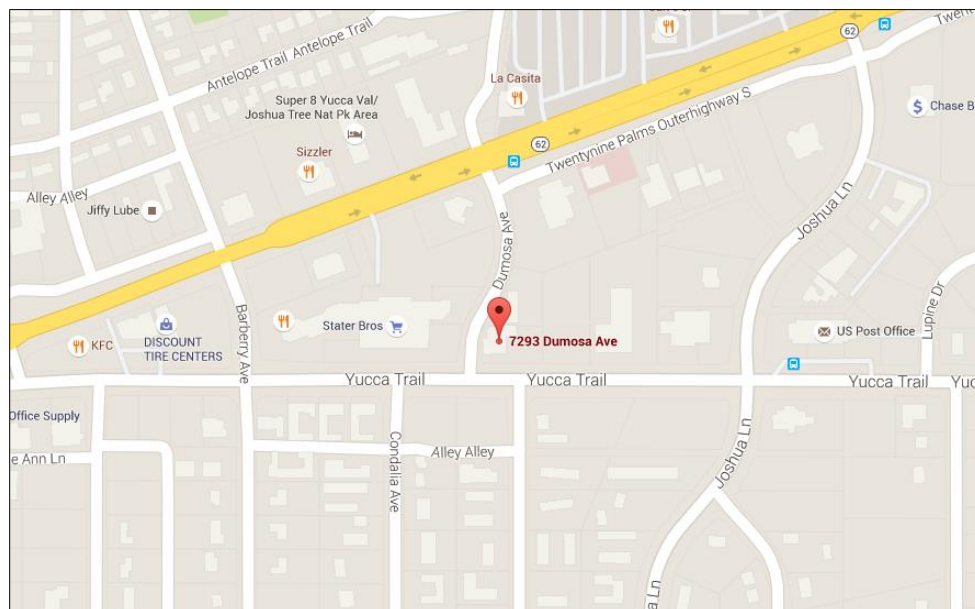 62
Twenty
Antelope Trail Antelope Trail
La Casita
Super 8 Yucca Val/
Joshua Tree Nat Pk Area
Twentynine Palms Outerhighway S
Chase B
62
Sizzler
Alley Alley
Jiffy Lube
Joshua Ln
Dumosa Ave
Lupine Dr
Barberry Ave
Stater Bros
7293 Dumosa Ave
US Post Office
KFC
DISCOUNT
TIRE CENTERS
Yucca Trail
Yucca Trail
Yucca Trail
Yuc
Office Supply
Condalia Ave
Alley Alley
e Ann Ln
Joshua Ln
Ln